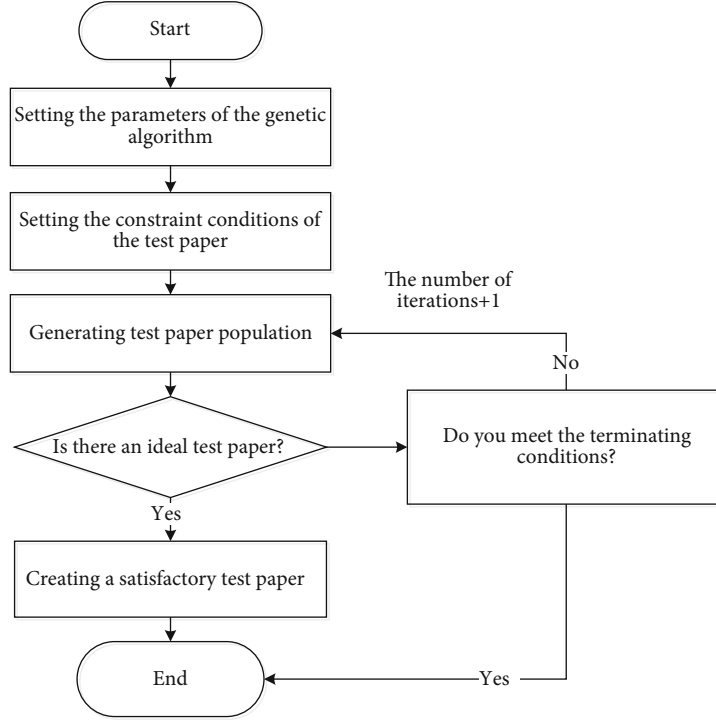 Start
Setting the parameters of the genetic
algorithm
Setting the constraint conditions of
the test paper
The number of
iterations+1
Generating test paper population
No
Is there an ideal test paper?
Do you meet the terminating
conditions?
Yes
Creating a satisfactory test paper
End
Yes